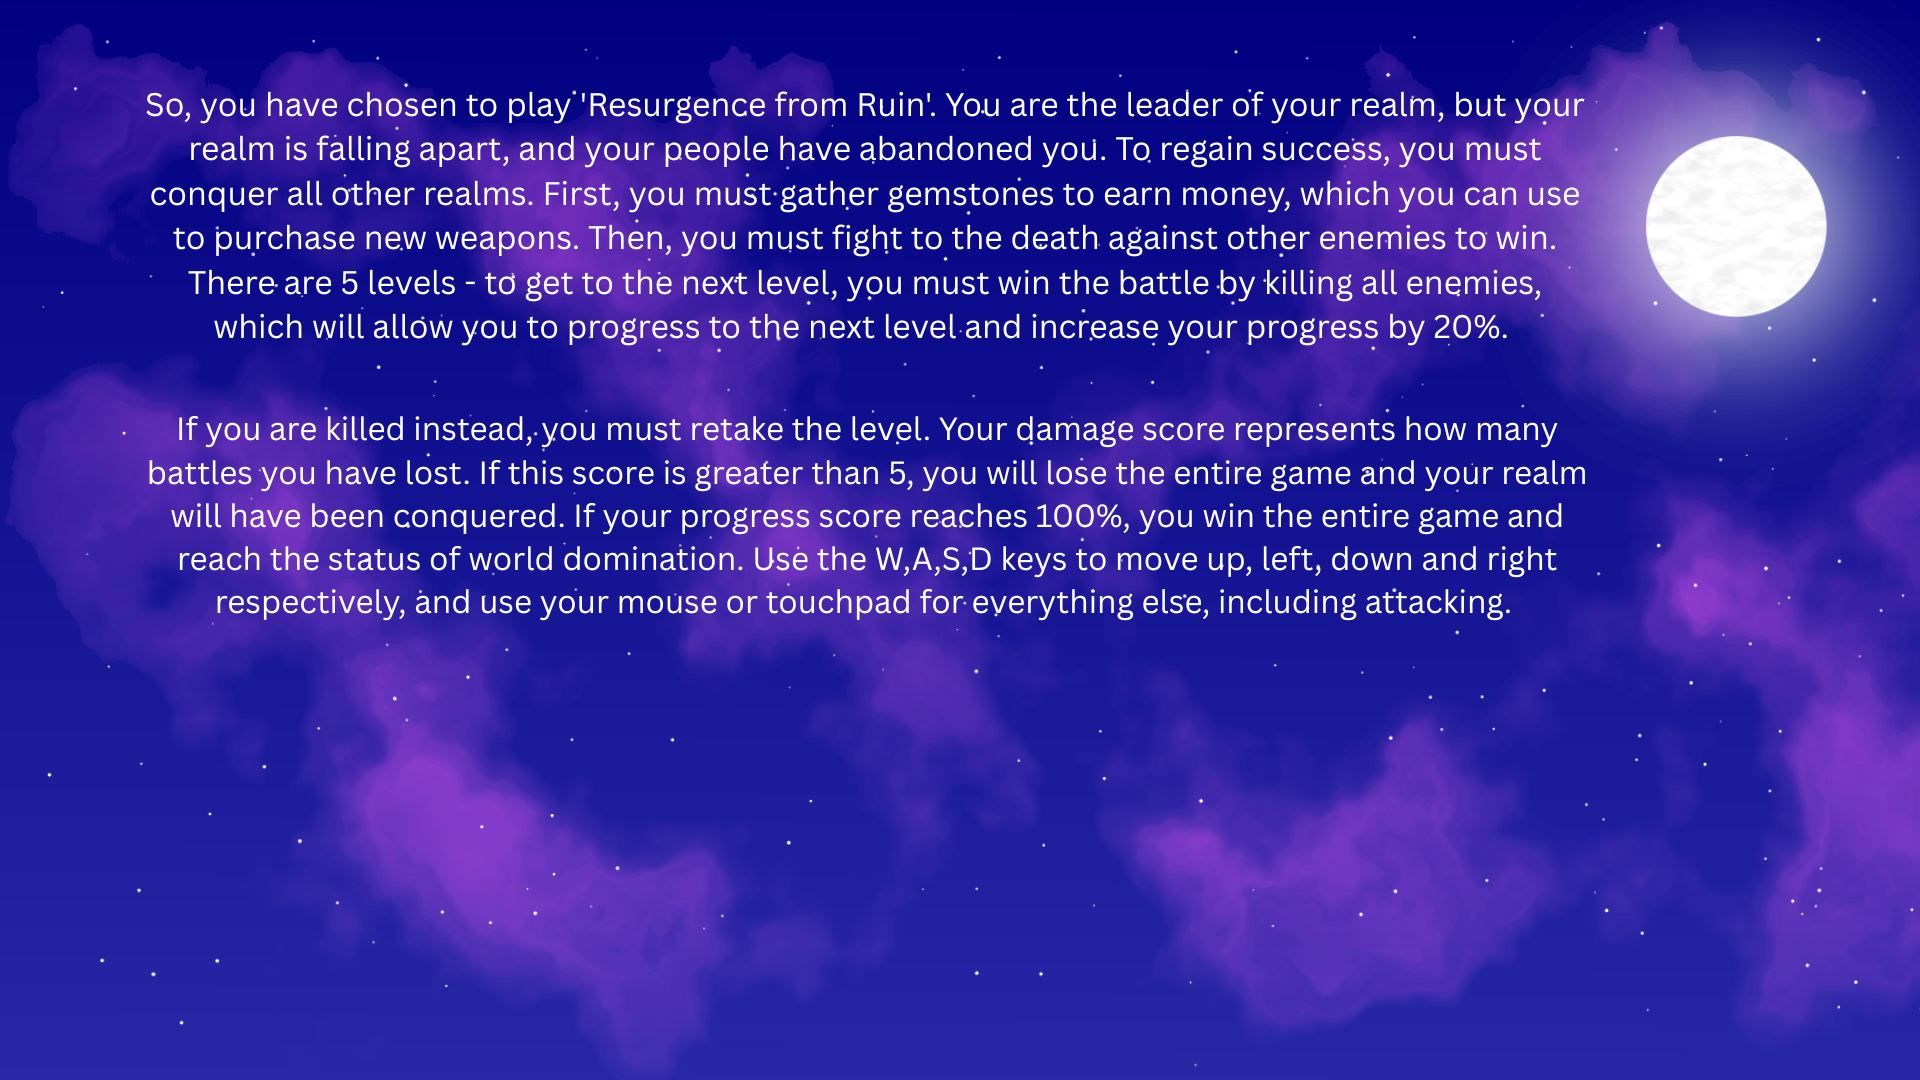 So, you have chosen to play 'Resurgence from Ruin'. You are the leader of your realm, but your
realm is falling apart, and your people have abandoned you. To regain success, you must
conquer all other realms. First, you must gather gemstones to earn money, which you can use
to purchase new weapons. Then, you must fight to the death against other enemies to win.
There are 5 levels - to get to the next level, you must win the battle by killing all enemies,
which will allow you to progress to the next level and increase your progress by 20%.
If you are killed instead, you must retake the level. Your damage score represents how many
battles you have lost. If this score is greater than 5, you will lose the entire game and your realm
will have been conquered. If your progress score reaches 100%, you win the entire game and
reach the status of world domination. Use the W,A,S,D keys to move up, left, down and right
respectively, and use your mouse or touchpad for everything else, including attacking.